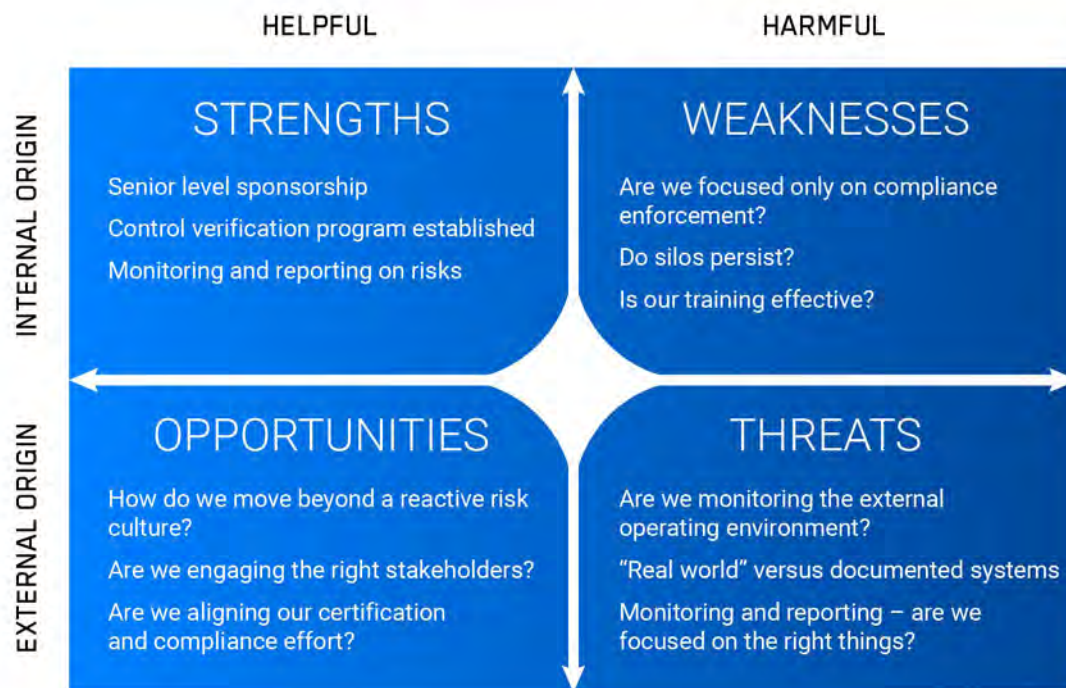 HELPFUL
HARMFUL
INTERNAL ORIGIN
STRENGTHS
Senior level sponsorship
Control verification program established
Monitoring and reporting on risks
WEAKNESSES
Are we focused only on compliance
enforcement?
Do silos persist?
Is our training effective?
EXTERNAL ORIGIN
OPPORTUNITIES
How do we move beyond a reactive risk
culture?
Are we engaging the right stakeholders?
Are we aligning our certification
and compliance effort?
THREATS
Are we monitoring the external
operating environment?
“Real world” versus documented systems
Monitoring and reporting – are we
focused on the right things?